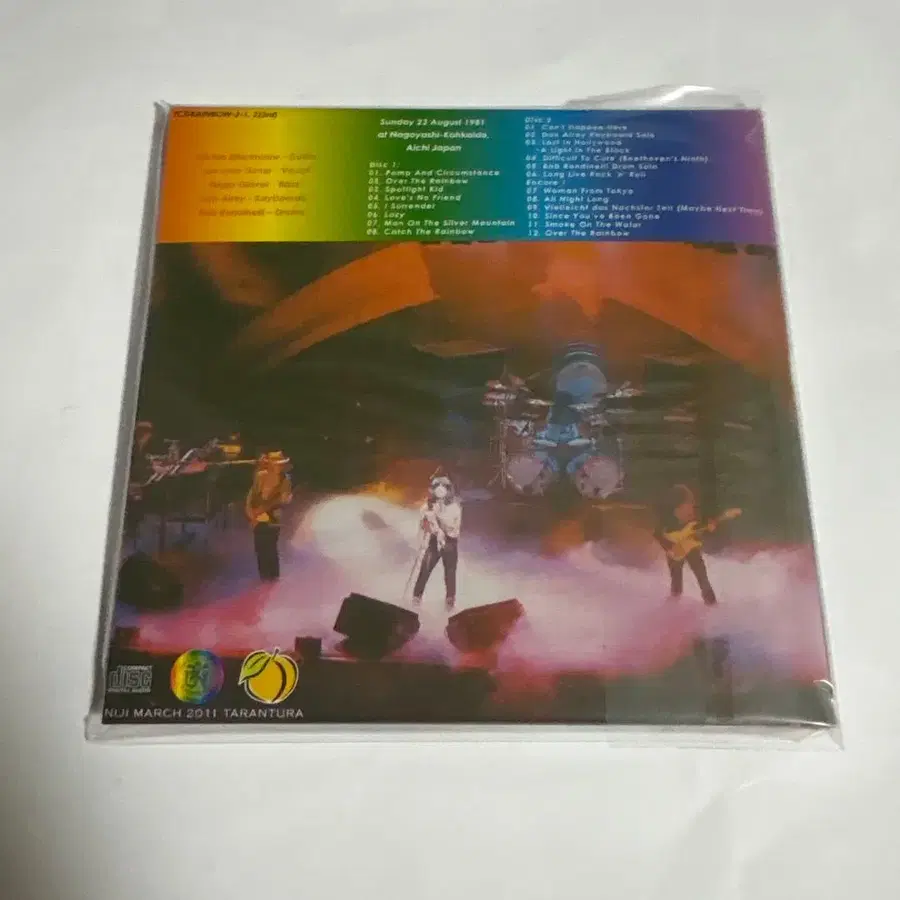 Ritchie Blackmore - Guitar
Roger Glover - Bass
Don Airey - Keyboards
Bob Rondinelli - Drums
Sunday 23 August 1981
at Nagoyashi-Kohkaido,
Aichi Japan
Disc 1:
01. Pomp And Circumstance
02. Over The Rainbow
03. Spotlight Kid
04. Love's No Friend
05. I Surrender
06. Lazy
07. Man On The Silver Mountain
08. Catch The Rainbow
Disc 2
01. Can't Happen Here
02. Don Airey Keyboard Solo
03. Lost In Hollywood
~A Light In The Black
04. Difficult To Cure (Beethoven's Ninth)
05. Bob Rondinelli Drum Solo
06. Long Live Rock 'n' Roll
Encore:
07. Woman From Tokyo
08. All Night Long
09. Vielleicht das Nachster Zeit (Maybe Next Time)
10. Since You've Been Gone
11. Smoke On The Water
12. Over The Rainbow
COMPACT
disc
DIGITAL AUDIO
NUI MARCH 2011 TARANTURA